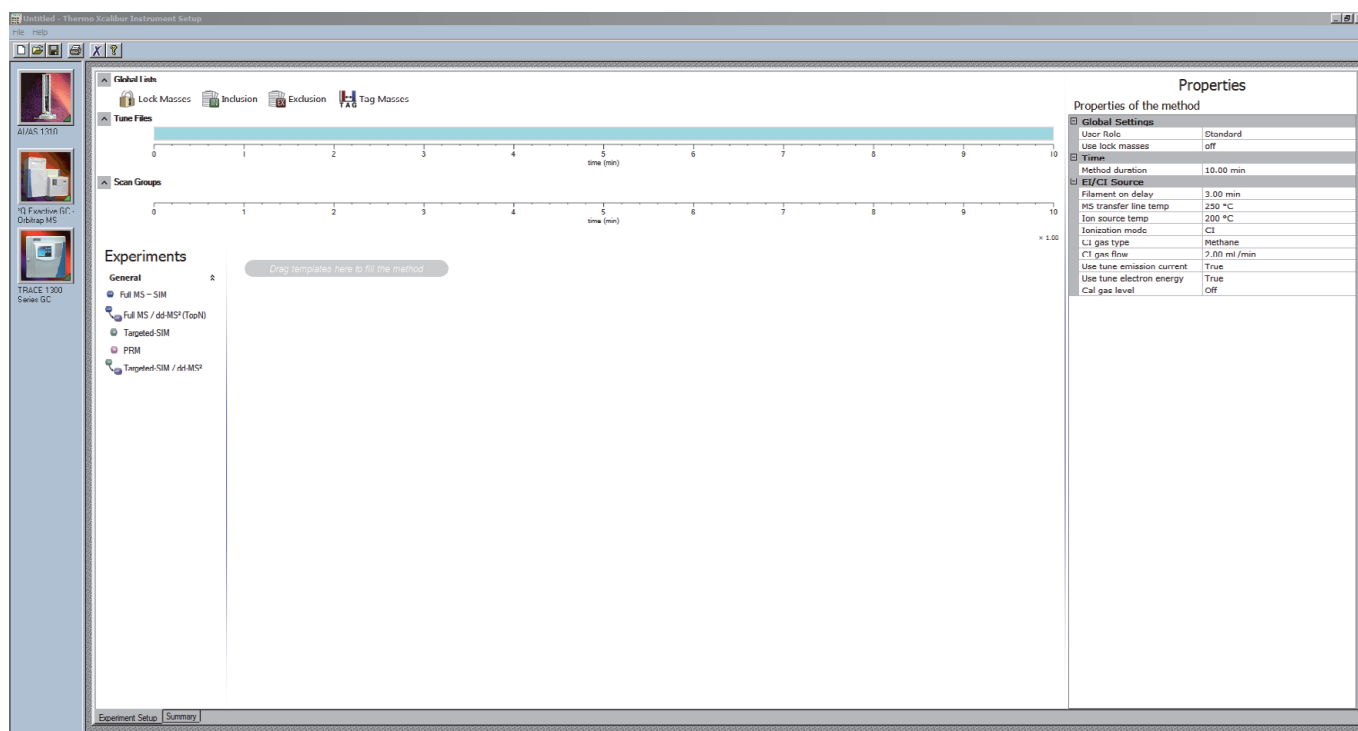 Untitled - Thermo Xcalibur Instrument Setup
File Help
AI/AS 1310
Q Exactive GC -
Orbitrap MS
TRACE 1300
Series GC
Global Lists
Lock Masses Inclusion Exclusion TAG Tag Masses
Tune Files
0 1 2 3 4 5 6 7 8 9 10
time (min)
Scan Groups
0 1 2 3 4 5 6 7 8 9 10
time (min)
x 1.00
Experiments
General
Full MS – SIM
Full MS / dd-MS² (TopN)
Targeted-SIM
PRM
Targeted-SIM / dd-MS²
Drag templates here to fill the method
Properties
Properties of the method
Global Settings
User Role Standard
Use lock masses off
Time
Method duration 10.00 min
EI/CI Source
Filament on delay 3.00 min
MS transfer line temp 250 °C
Ion source temp 200 °C
Ionization mode CI
CI gas type Methane
CI gas flow 2.00 mL/min
Use tune emission current True
Use tune electron energy True
Cal gas level Off
Experiment Setup Summary